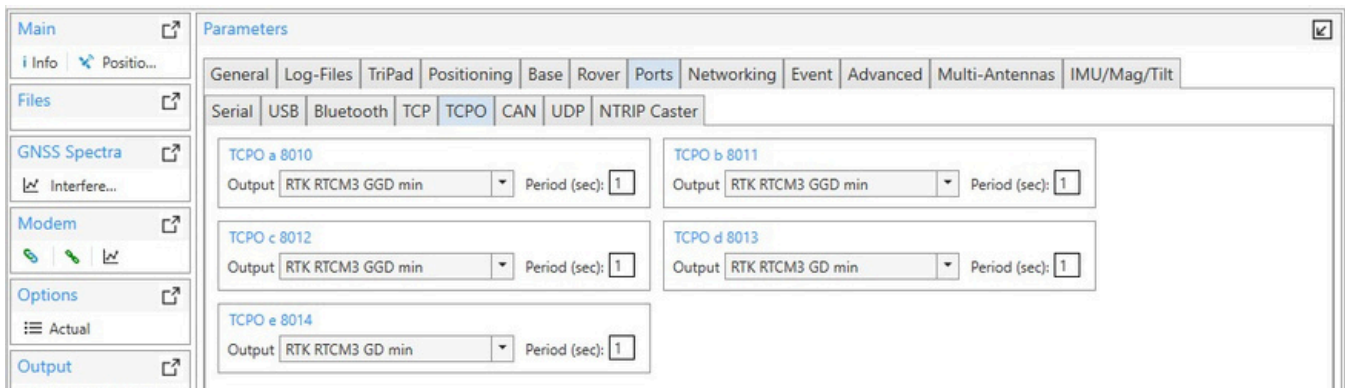 Main
Info Positio...
Files
GNSS Spectra
Interfere...
Modem
Options
Actual
Output
Parameters
General Log-Files TriPad Positioning Base Rover Ports Networking Event Advanced Multi-Antennas IMU/Mag/Tilt
Serial USB Bluetooth TCP TCPO CAN UDP NTRIP Caster
TCPO a 8010
Output RTK RTCM3 GGD min Period (sec): 1
TCPO b 8011
Output RTK RTCM3 GGD min Period (sec): 1
TCPO c 8012
Output RTK RTCM3 GGD min Period (sec): 1
TCPO d 8013
Output RTK RTCM3 GD min Period (sec): 1
TCPO e 8014
Output RTK RTCM3 GD min Period (sec): 1